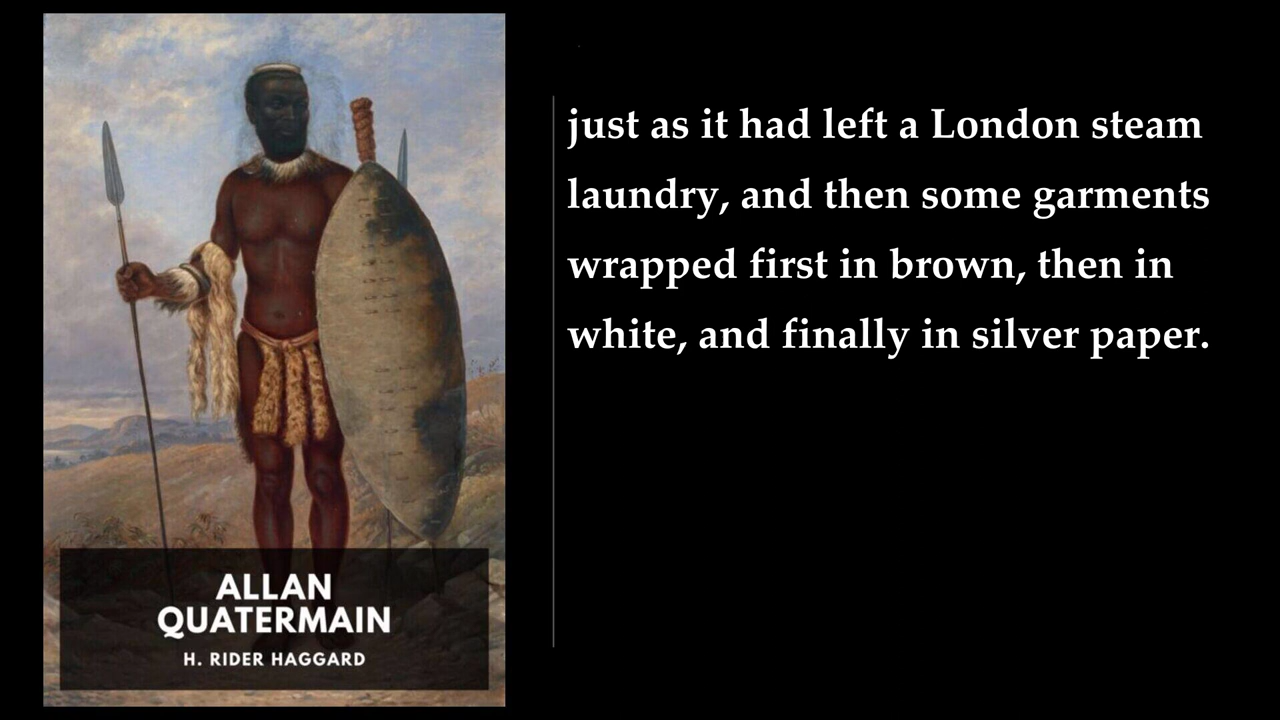 just as it had left a London steam
laundry, and then some garments
wrapped first in brown, then in
white, and finally in silver paper.
ALLAN
QUATERMAIN
H. RIDER HAGGARD